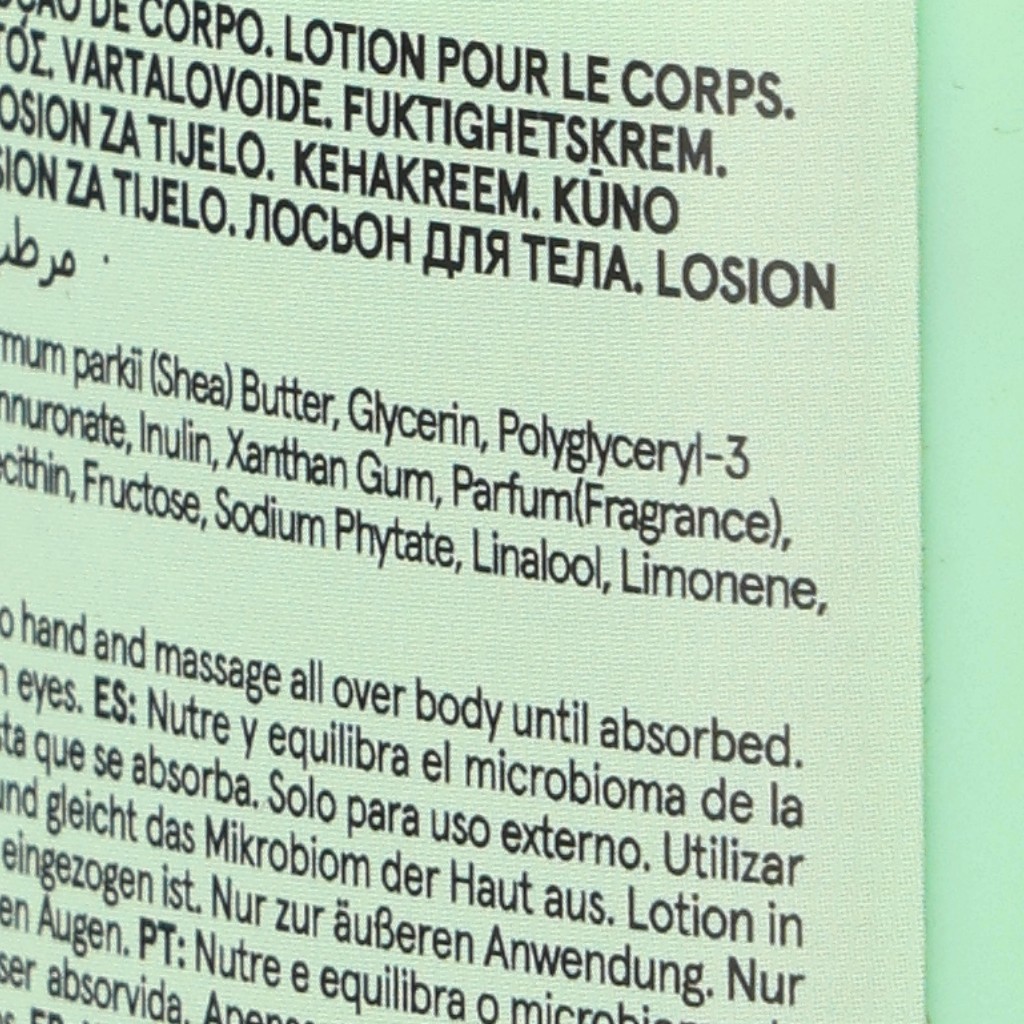 DE CORPO. LOTION POUR LE CORPS.
VARTALOVOIDE. FUKTIGHETSKREM.
OSION ZA TIJELO. KEHAKREEM. KŪNO
SION ZA TIJELO. ЛОСЬОН ДЛЯ ТЕЛА. LOSION
مرطب
rmum parkii (Shea) Butter, Glycerin, Polyglyceryl-3
nnuronate, Inulin, Xanthan Gum, Parfum(Fragrance),
cithin, Fructose, Sodium Phytate, Linalool, Limonene,
o hand and massage all over body until absorbed.
n eyes. ES: Nutre y equilibra el microbioma de la
sta que se absorba. Solo para uso externo. Utilizar
und gleicht das Mikrobiom der Haut aus. Lotion in
eingezogen ist. Nur zur äußeren Anwendung. Nur
en Augen. PT: Nutre e equilibra o
ser absorvida.